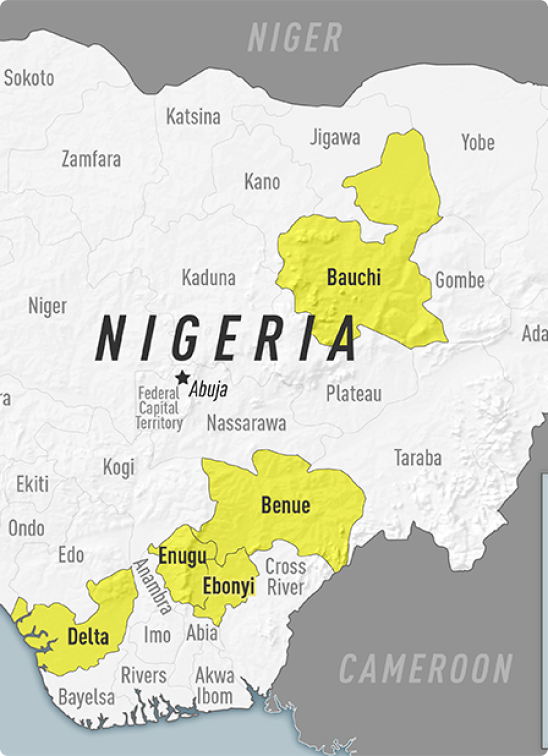 NIGER
Sokoto
Katsina
Jigawa
Yobe
Zamfara
Kano
Kaduna
Bauchi
Gombe
Niger
NIGERIA
Ada
Abuja
Federal
Capital
Territory
Plateau
ra
Nassarawa
Taraba
Kogi
Ekiti
Benue
Ondo
Edo
Enugu
Anambra
Ebonyi
Cross
River
Delta
Imo
Abia
CAMEROON
Rivers
Akwa
Ibom
Bayelsa